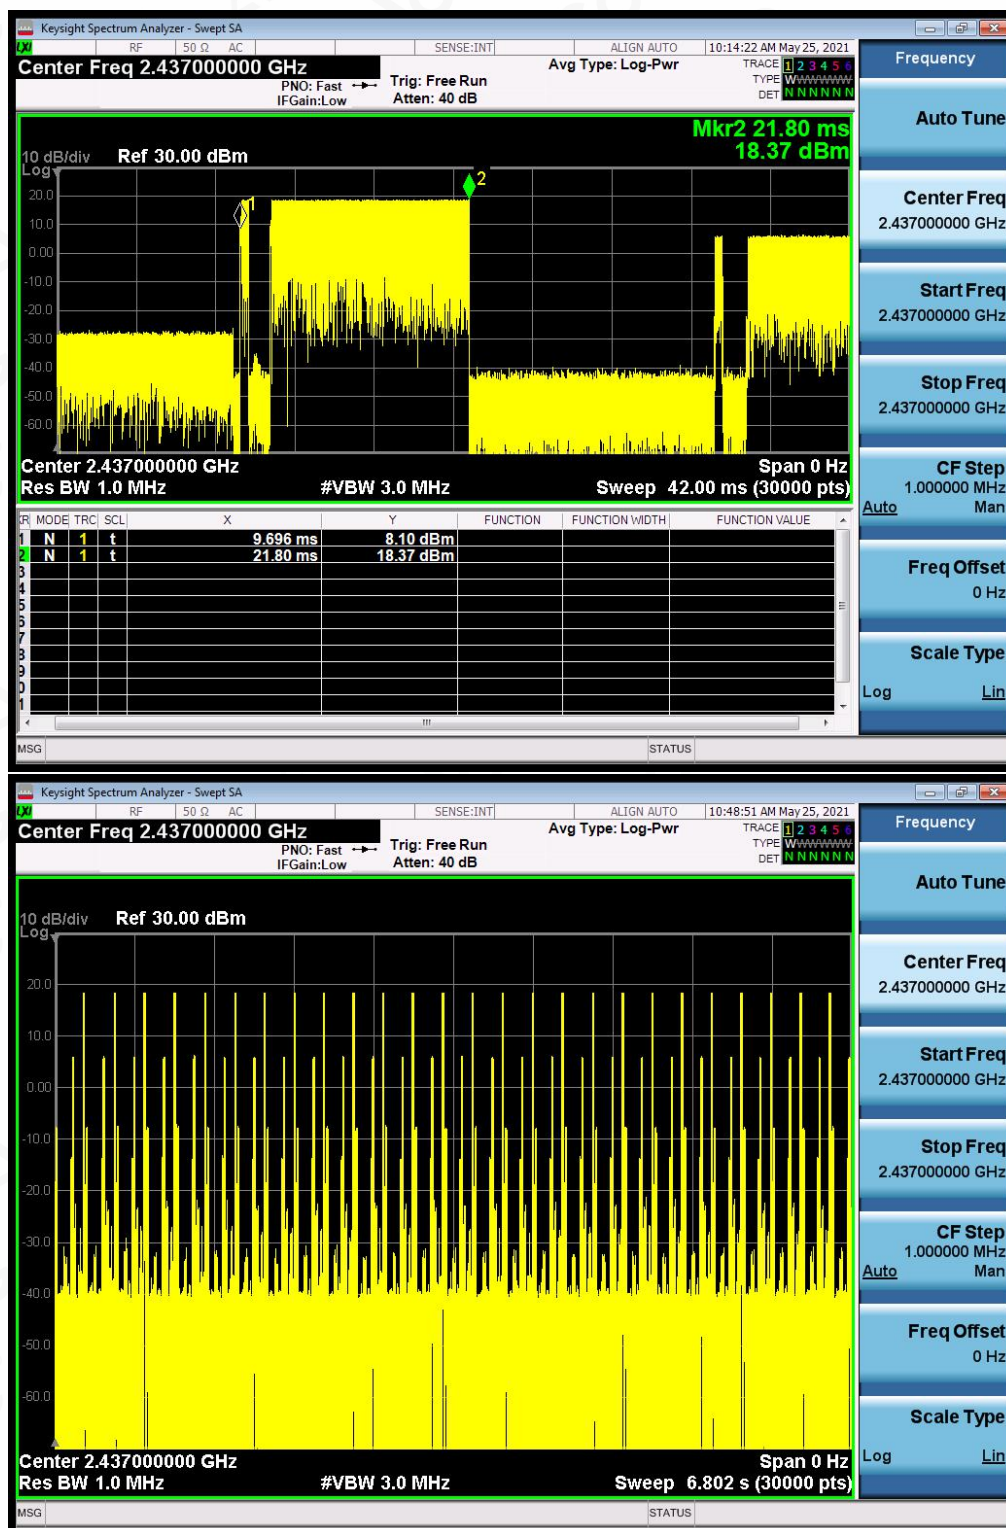 Keysight Spectrum Analyzer - Swept SA
LXI RF 50 Ω AC SENSE:INT ALIGN AUTO 10:14:22 AM May 25, 2021
Center Freq 2.437000000 GHz
Avg Type: Log-Pwr
TRACE 1 2 3 4 5 6
PNO: Fast
Trig: Free Run
TYPE W
IFGain:Low
Atten: 40 dB
DET N N N N N N
Mkr2 21.80 ms
10 dB/div Ref 30.00 dBm 18.37 dBm
Log
2
20.0
10.0
0.00
-10.0
-20.0
-30.0
-40.0
-50.0
-60.0
Center 2.437000000 GHz Span 0 Hz
Res BW 1.0 MHz #VBW 3.0 MHz Sweep 42.00 ms (30000 pts)
MODE TRC SCL X Y FUNCTION FUNCTION WIDTH FUNCTION VALUE
1 N 1 t 9.696 ms 8.10 dBm
2 N 1 t 21.80 ms 18.37 dBm
3
4
5
6
7
8
9
MSG STATUS
Frequency
Auto Tune
Center Freq
2.437000000 GHz
Start Freq
2.437000000 GHz
Stop Freq
2.437000000 GHz
CF Step
1.000000 MHz
Auto Man
Freq Offset
0 Hz
Scale Type
Log Lin
Keysight Spectrum Analyzer - Swept SA
LXI RF 50 Ω AC SENSE:INT ALIGN AUTO 10:48:51 AM May 25, 2021
Center Freq 2.437000000 GHz
Avg Type: Log-Pwr
TRACE 1 2 3 4 5 6
PNO: Fast
Trig: Free Run
TYPE W
IFGain:Low
Atten: 40 dB
DET N N N N N N
10 dB/div Ref 30.00 dBm
Log
20.0
10.0
0.00
-10.0
-20.0
-30.0
-40.0
-50.0
-60.0
Center 2.437000000 GHz Span 0 Hz
Res BW 1.0 MHz #VBW 3.0 MHz Sweep 6.802 s (30000 pts)
MSG STATUS
Frequency
Auto Tune
Center Freq
2.437000000 GHz
Start Freq
2.437000000 GHz
Stop Freq
2.437000000 GHz
CF Step
1.000000 MHz
Auto Man
Freq Offset
0 Hz
Scale Type
Log Lin